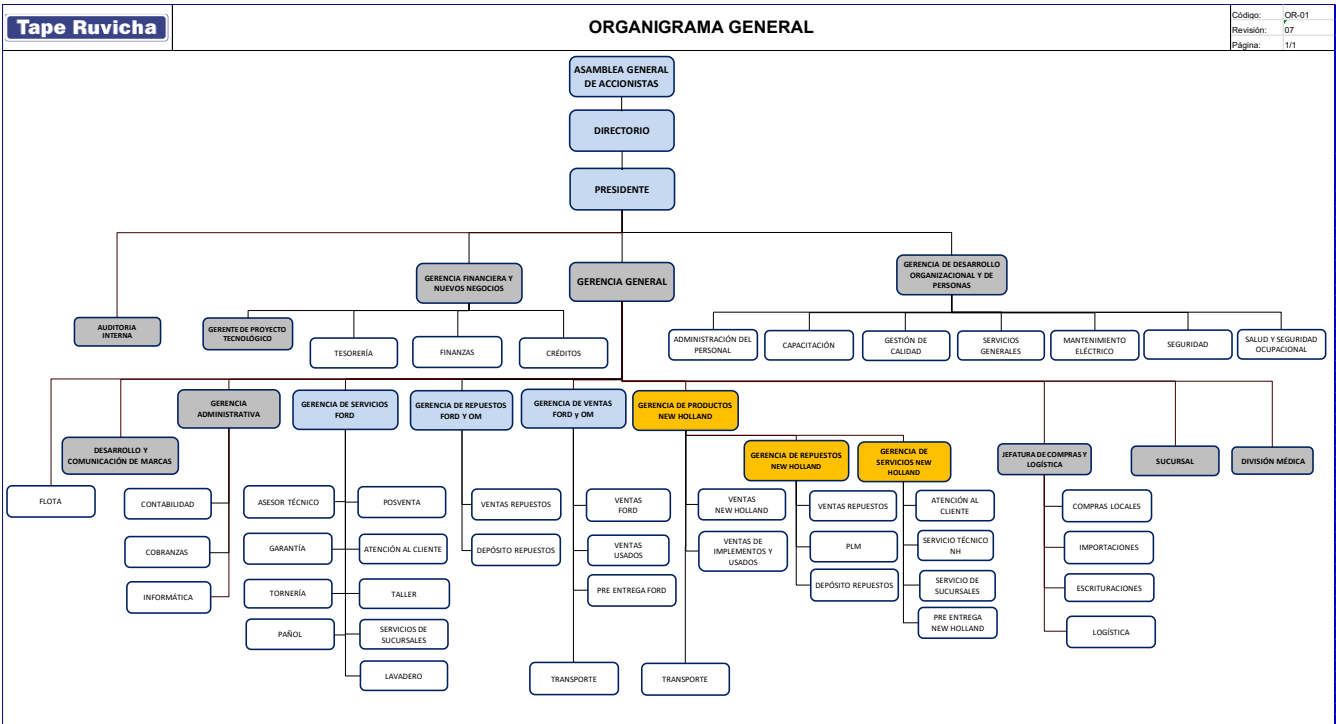 Tape Ruvicha
ORGANIGRAMA GENERAL
Código: OR-01
Revisión: 07
Página: 1/1
ASAMBLEA GENERAL
DE ACCIONISTAS
DIRECTORIO
PRESIDENTE
GERENCIA FINANCIERA Y
NUEVOS NEGOCIOS
GERENCIA GENERAL
GERENCIA DE DESARROLLO
ORGANIZACIONAL Y DE
PERSONAS
AUDITORIA
INTERNA
GERENTE DE PROYECTO
TECNOLÓGICO
TESORERÍA
FINANZAS
CRÉDITOS
ADMINISTRACIÓN DEL
PERSONAL
CAPACITACIÓN
GESTIÓN DE
CALIDAD
SERVICIOS
GENERALES
MANTENIMIENTO
ELÉCTRICO
SEGURIDAD
SALUD Y SEGURIDAD
OCUPACIONAL
GERENCIA
ADMINISTRATIVA
GERENCIA DE SERVICIOS
FORD
GERENCIA DE REPUESTOS
FORD Y OM
GERENCIA DE VENTAS
FORD y OM
GERENCIA DE PRODUCTOS
NEW HOLLAND
DESARROLLO Y
COMUNICACIÓN DE MARCAS
GERENCIA DE REPUESTOS
NEW HOLLAND
GERENCIA DE
SERVICIOS NEW
HOLLAND
JEFATURA DE COMPRAS Y
LOGÍSTICA
SUCURSAL
DIVISIÓN MÉDICA
FLOTA
CONTABILIDAD
COBRANZAS
INFORMÁTICA
ASESOR TÉCNICO
POSVENTA
GARANTÍA
ATENCIÓN AL CLIENTE
TORNERÍA
TALLER
PAÑOL
SERVICIOS DE
SUCURSALES
LAVADERO
VENTAS REPUESTOS
DEPÓSITO REPUESTOS
VENTAS
FORD
VENTAS
USADOS
PRE ENTREGA FORD
TRANSPORTE
VENTAS
NEW HOLLAND
VENTAS DE
IMPLEMENTOS Y
USADOS
TRANSPORTE
VENTAS REPUESTOS
PLM
DEPÓSITO REPUESTOS
ATENCIÓN AL
CLIENTE
SERVICIO TÉCNICO
NH
SERVICIO DE
SUCURSALES
PRE ENTREGA
NEW HOLLAND
COMPRAS LOCALES
IMPORTACIONES
ESCRITURACIONES
LOGÍSTICA